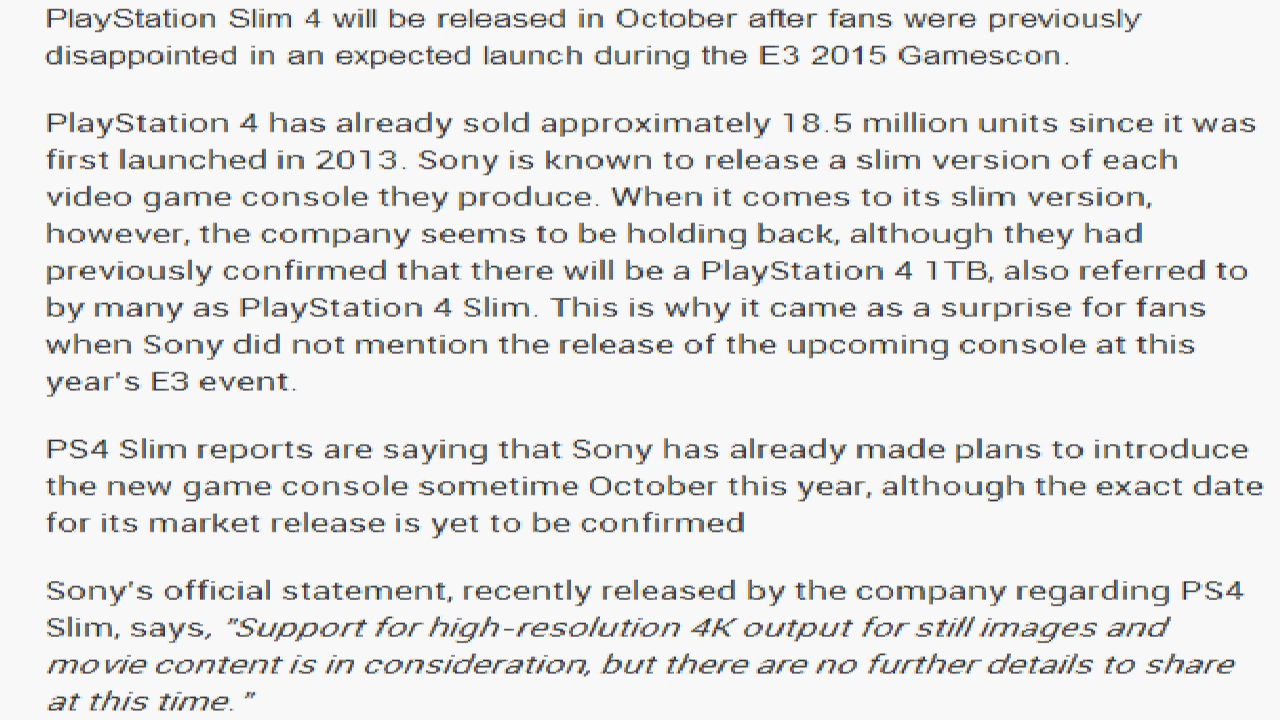 PlayStation Slim 4 will be released in October after fans were previously
disappointed in an expected launch during the E3 2015 Gamescon.
PlayStation 4 has already sold approximately 18.5 million units since it was
first launched in 2013. Sony is known to release a slim version of each
video game console they produce. When it comes to its slim version,
however, the company seems to be holding back, although they had
previously confirmed that there will be a PlayStation 4 1TB, also referred to
by many as PlayStation 4 Slim. This is why it came as a surprise for fans
when Sony did not mention the release of the upcoming console at this
year's E3 event.
PS4 Slim reports are saying that Sony has already made plans to introduce
the new game console sometime October this year, although the exact date
for its market release is yet to be confirmed
Sony's official statement, recently released by the company regarding PS4
Slim, says, "Support for high-resolution 4K output for still images and
movie content is in consideration, but there are no further details to share
at this time."